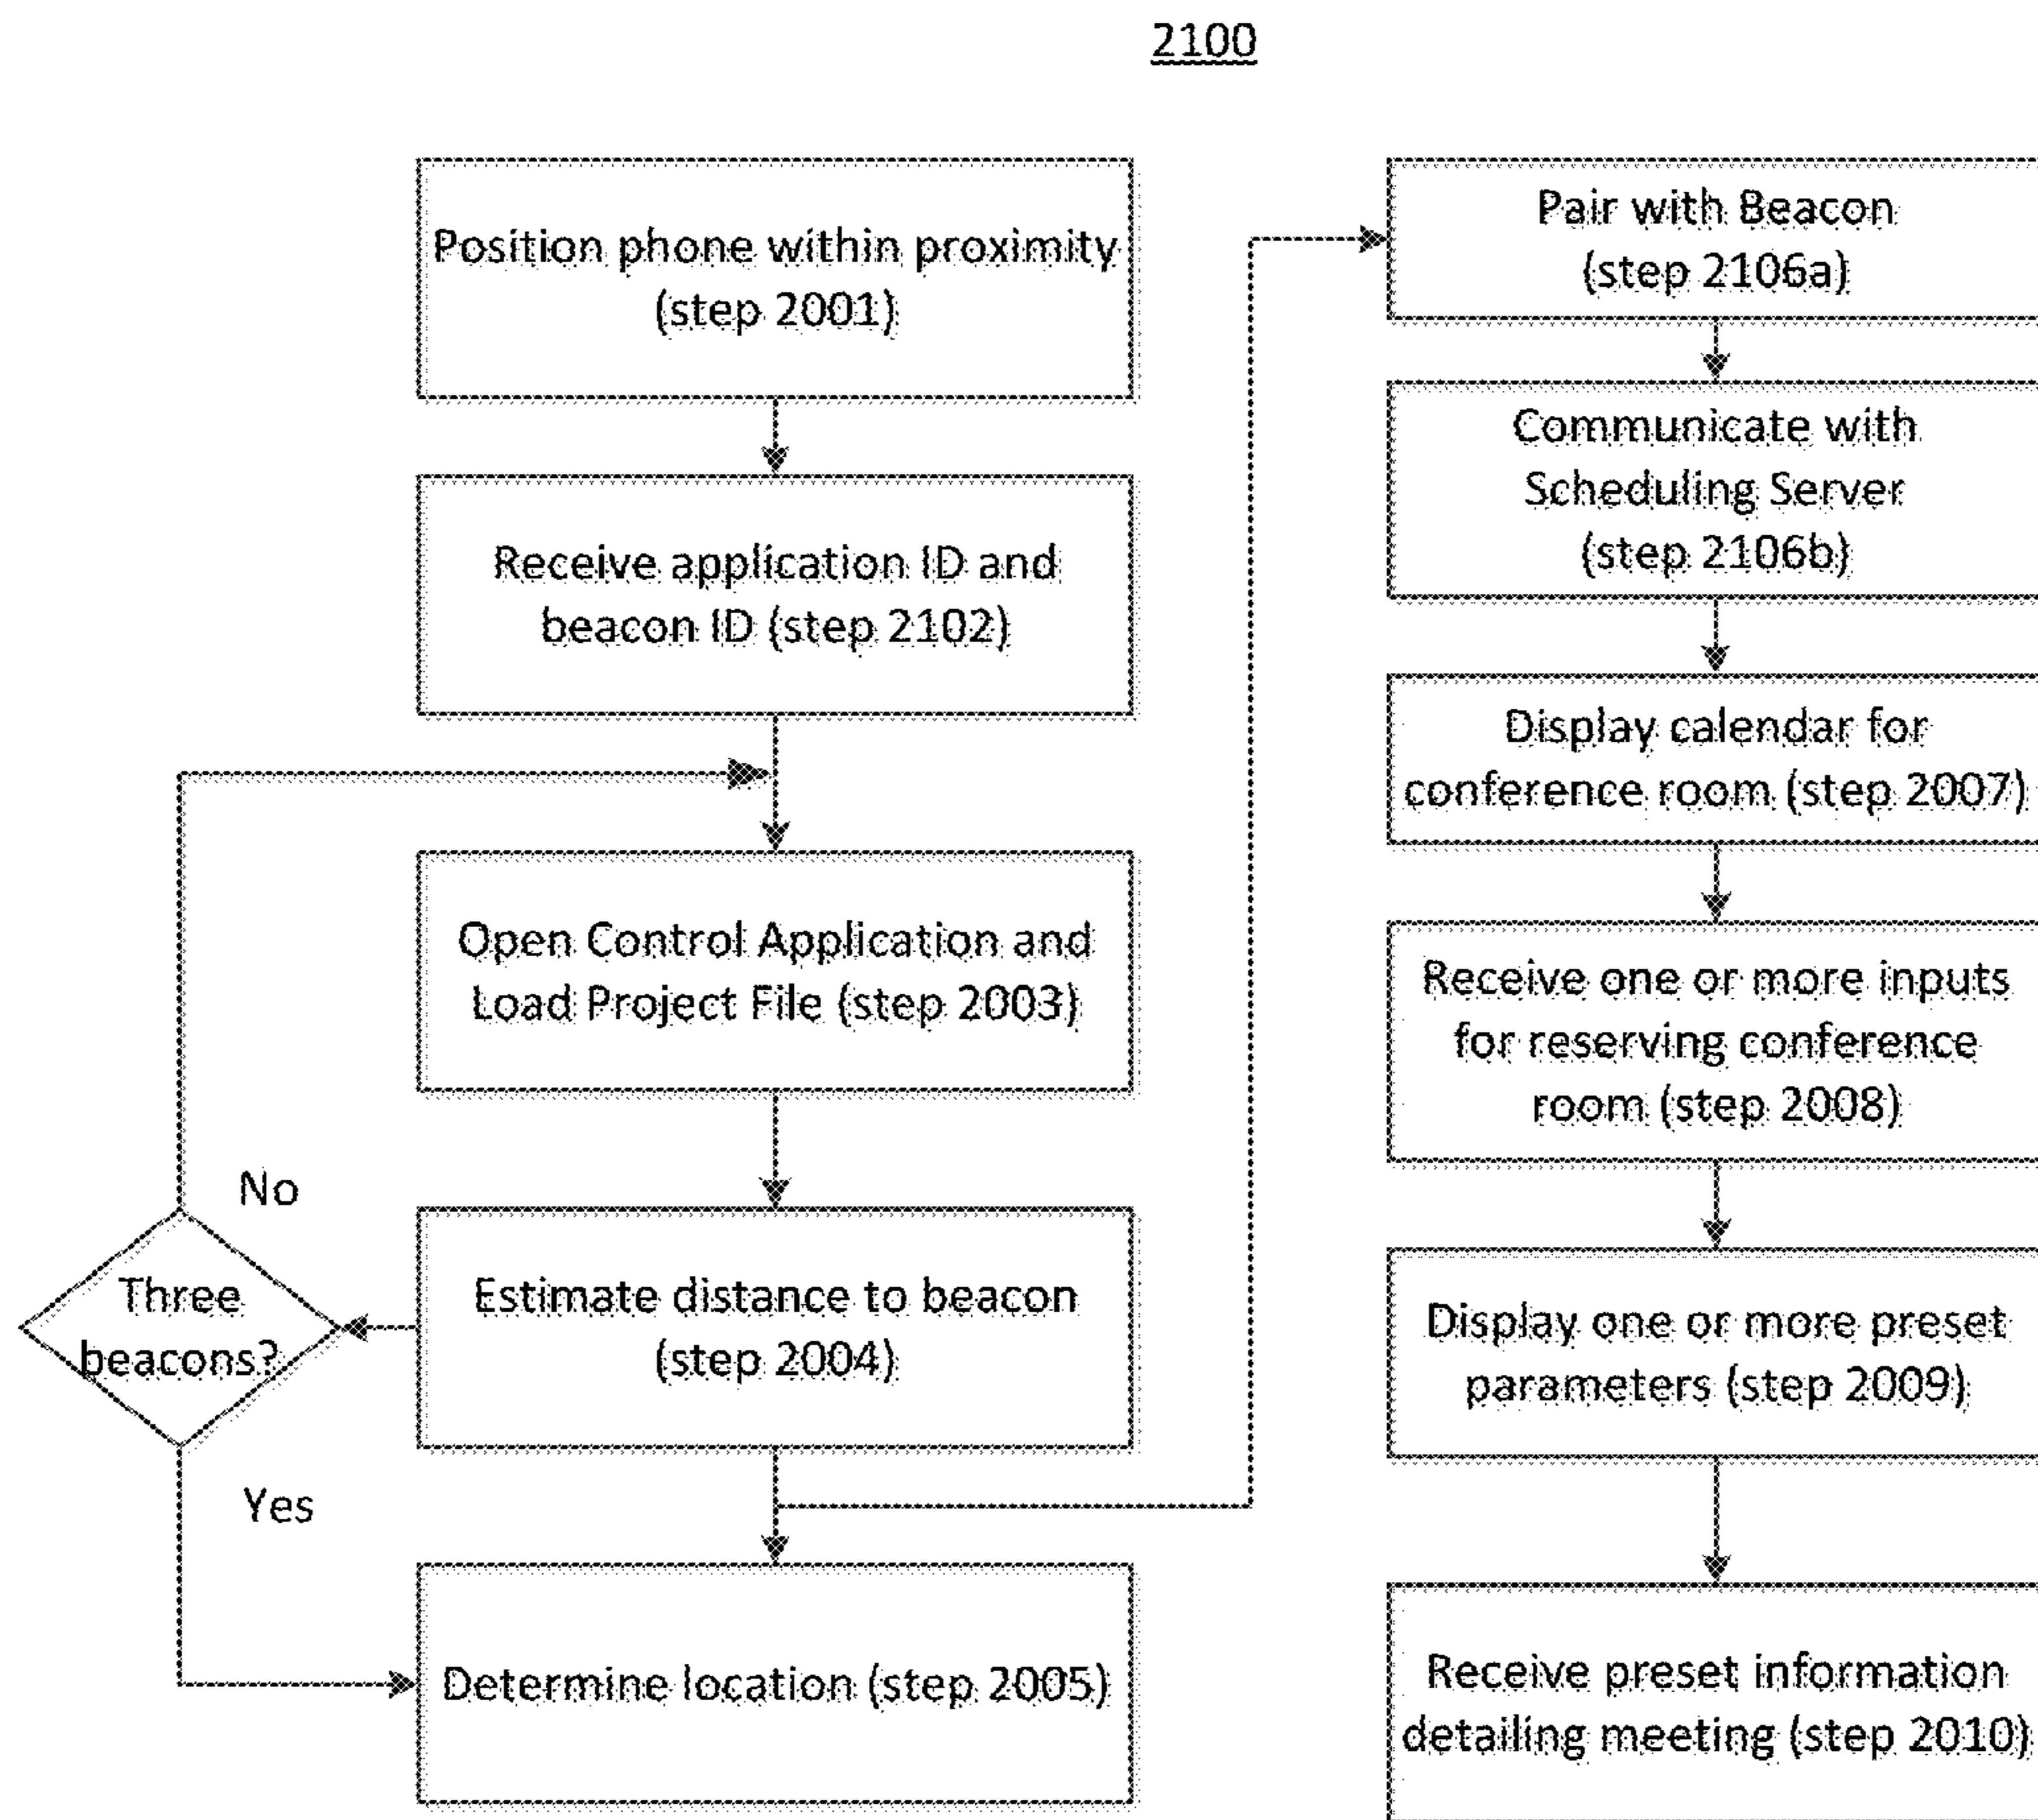 2100
Position phone within proximity
(step 2001)
Receive application ID and
beacon ID (step 2102)
Open Control Application and
Load Project File (step 2003)
No
Three
beacons?
Estimate distance to beacon
(step 2004)
Yes
Determine location (step 2005)
Pair with Beacon
(step 2106a)
Communicate with
Scheduling Server
(step 2106b)
Display calendar for
conference room (step 2007)
Receive one or more inputs
for reserving conference
room (step 2008)
Display one or more preset
parameters (step 2009)
Receive preset information
detailing meeting (step 2010)